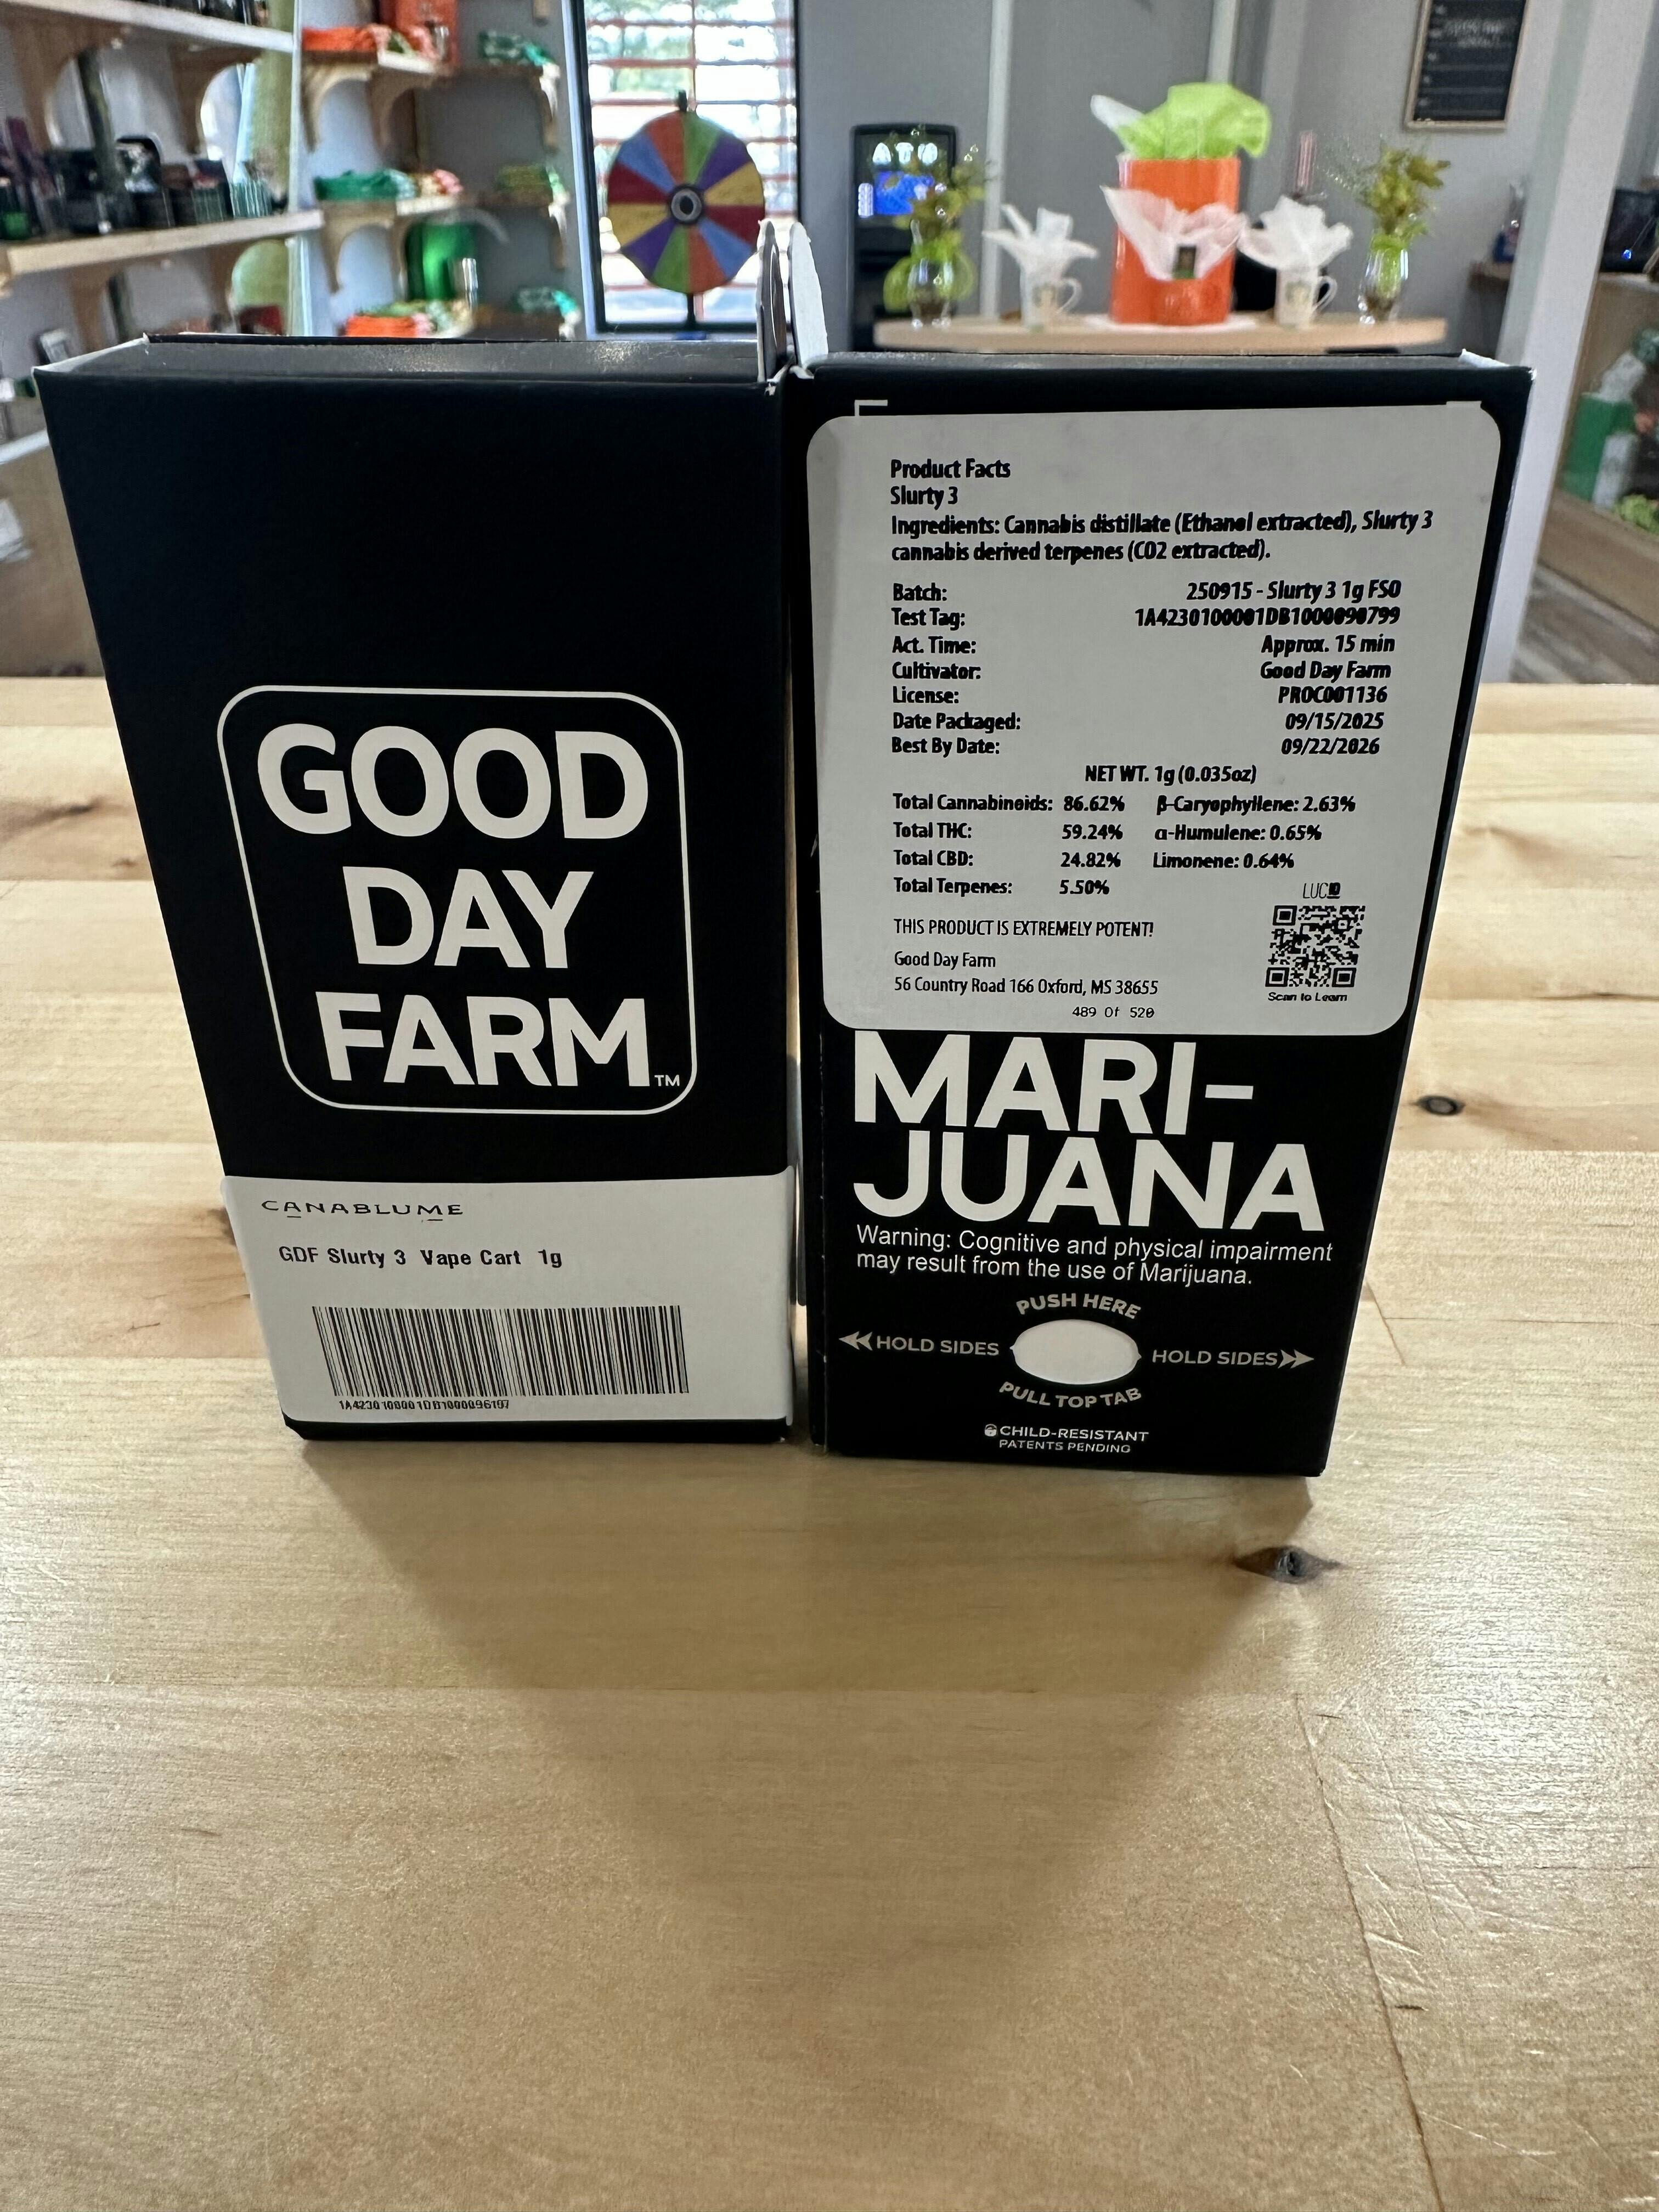 GOOD
DAY
FARM™
CANABLUME
GDF Slurty 3 Vape Cart 1g
1A4230100001DB1000096197
Product Facts
Slurty 3
Ingredients: Cannabis distillate (Ethanol extracted), Slurty 3
cannabis derived terpenes (CO2 extracted).
Batch: 250915 - Slurty 3 1g FSO
Test Tag: 1A4230100001DB1000090799
Act. Time: Approx. 15 min
Cultivator: Good Day Farm
License: PROC001136
Date Packaged: 09/15/2025
Best By Date: 09/22/2026
NET WT. 1g (0.035oz)
Total Cannabinoids: 86.62% β-Caryophyllene: 2.63%
Total THC: 59.24% α-Humulene: 0.65%
Total CBD: 24.82% Limonene: 0.64%
Total Terpenes: 5.50%
LUCID
THIS PRODUCT IS EXTREMELY POTENT!
Good Day Farm
56 Country Road 166 Oxford, MS 38655
Scan to Learn
489 Of 520
MARI-
JUANA
Warning: Cognitive and physical impairment
may result from the use of Marijuana.
PUSH HERE
HOLD SIDES HOLD SIDES
PULL TOP TAB
CHILD-RESISTANT
PATENTS PENDING
ATM